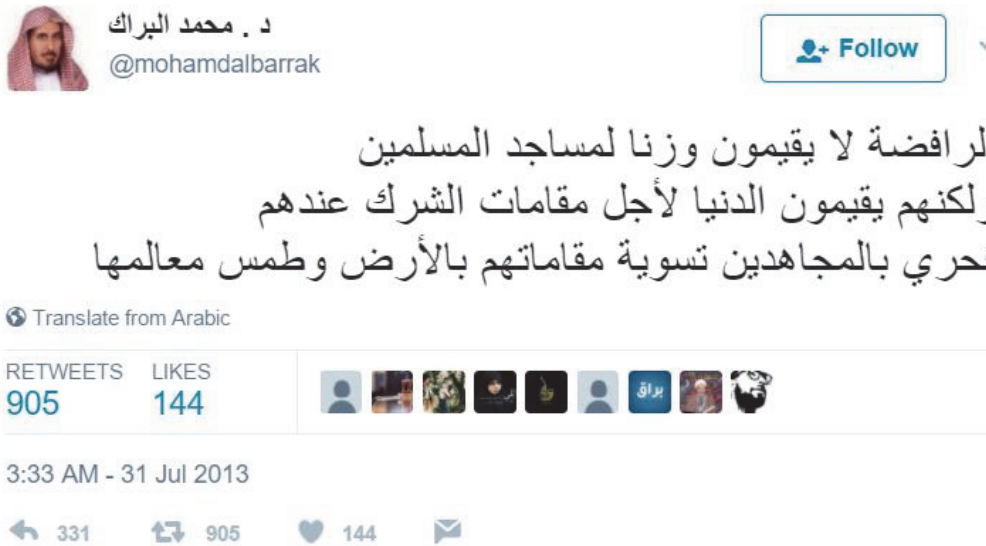 د . محمد البراك
@mohamdalbarrak
Follow
لرافضة لا يقيمون وزنا لمساجد المسلمين
لكنهم يقيمون الدنيا لأجل مقامات الشرك عندهم
حري بالمجاهدين تسوية مقاماتهم بالأرض وطمس معالمها
Translate from Arabic
RETWEETS LIKES
905 144
براق
3:33 AM - 31 Jul 2013
331 905 144